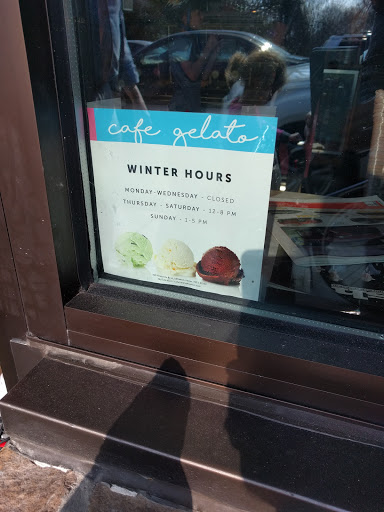 cafe gelato!
WINTER HOURS
MONDAY-WEDNESDAY - CLOSED
THURSDAY - SATURDAY - 12-8 PM
SUNDAY - 1-5 PM